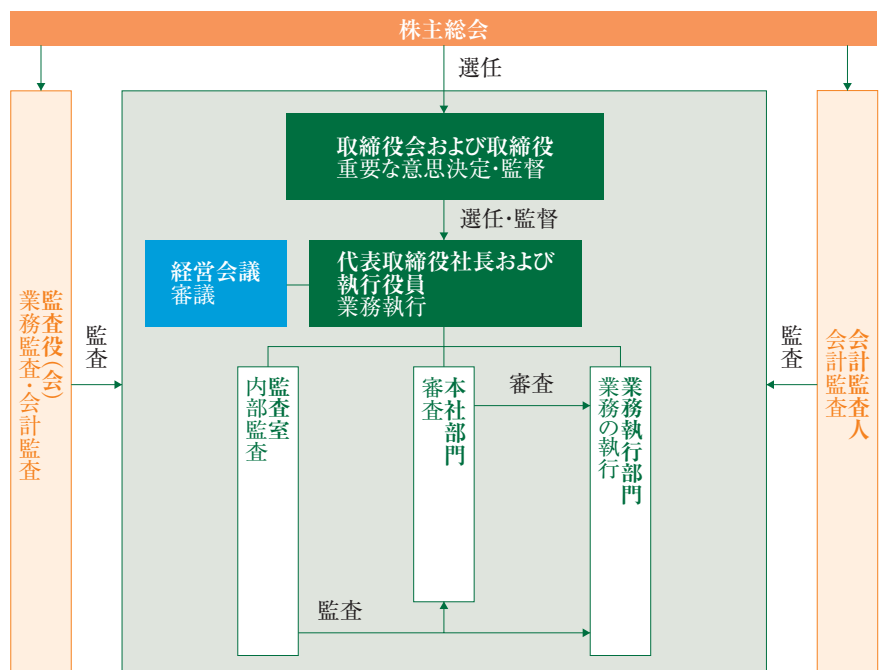 株主総会
選任
取締役会および取締役
重要な意思決定・監督
選任・監督
経営会議
審議
代表取締役社長および
執行役員
業務執行
監査役（会）
業務監査・会計監査
監査
監査
会計監査人
会計監査
監査室
内部監査
本社部門
審査
審査
業務執行部門
業務の執行
監査